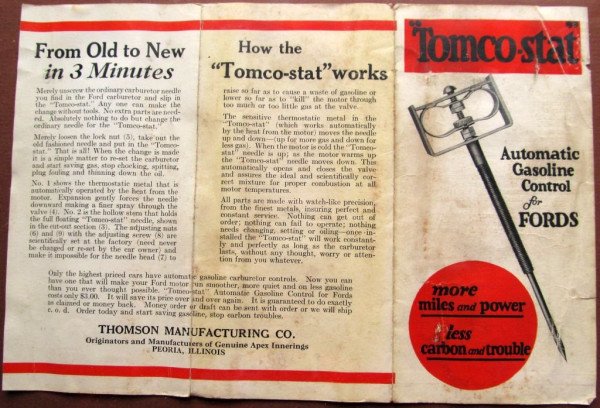 From Old to New
in 3 Minutes
Merely unscrew the ordinary carburetor needle
you find in the Ford carburetor and slip in
the "Tomco-stat." Any one can make the
change without tools. No extra parts are need-
ed. Absolutely nothing to do but change the
ordinary needle for the "Tomco-stat."
Merely loosen the lock nut (5), take out the
old fashioned needle and put in the "Tomco-
stat." That is all! When the change is made
it is a simple matter to re-set the carburetor
and start saving gas, stop chocking, spitting,
plug fouling and thinning down the oil.
No. 1 shows the thermostatic metal that is
automatically operated by the heat from the
motor. Expansion gently forces the needle
downward making a finer spray through the
valve (4). No. 2 is the hollow stem that holds
the full floating "Tomco-stat" needle, shown
in the cut-out section (3). The adjusting nuts
(6) and (9) with the adjusting screw (8) are
scientifically set at the factory (need never
be changed or re-set by the car owner) and
make it impossible for the needle head (7) to
How the
"Tomco-stat" works
raise so far as to cause a waste of gasoline or
lower so far as to "kill" the motor through
too much or too little gas at the valve.
The sensitive thermostatic metal in the
"Tomco-stat" (which works automatically
by the heat from the motor) moves the needle
up and down—(up for more gas and down for
less gas). When the motor is cold the "Tomco-
stat" needle is up; as the motor warms up
the "Tomco-stat" needle moves down. This
automatically opens and closes the valve
and assures the ideal and scientifically cor-
rect mixture for proper combustion at all
motor temperatures.
All parts are made with watch-like precision,
from the finest metals, insuring perfect and
constant service. Nothing can get out of
order; nothing can fail to operate; nothing
needs changing, setting or oiling—once in-
stalled the "Tomco-stat" will work constant-
ly and perfectly as long as the carburetor
lasts, without any thought, worry or atten-
tion from you whatever.
Only the highest priced cars have automatic gasoline carburetor controls. Now you can
have one that will make your Ford motor run smoother, more quiet and on less gasoline
than you ever thought possible. "Tomco-stat" Automatic Gasoline Control for Fords
costs only $3.00. It will save its price over and over again. It is guaranteed to do exactly
as claimed or money back. Money order or draft can be sent with order or we will ship
c. o. d. Order today and start saving gasoline, stop carbon troubles.
THOMSON MANUFACTURING CO.
Originators and Manufacturers of Genuine Apex Innerings
PEORIA, ILLINOIS
"Tomco-stat"
Automatic
Gasoline
Control
for
FORDS
more
miles and power
less
carbon and trouble